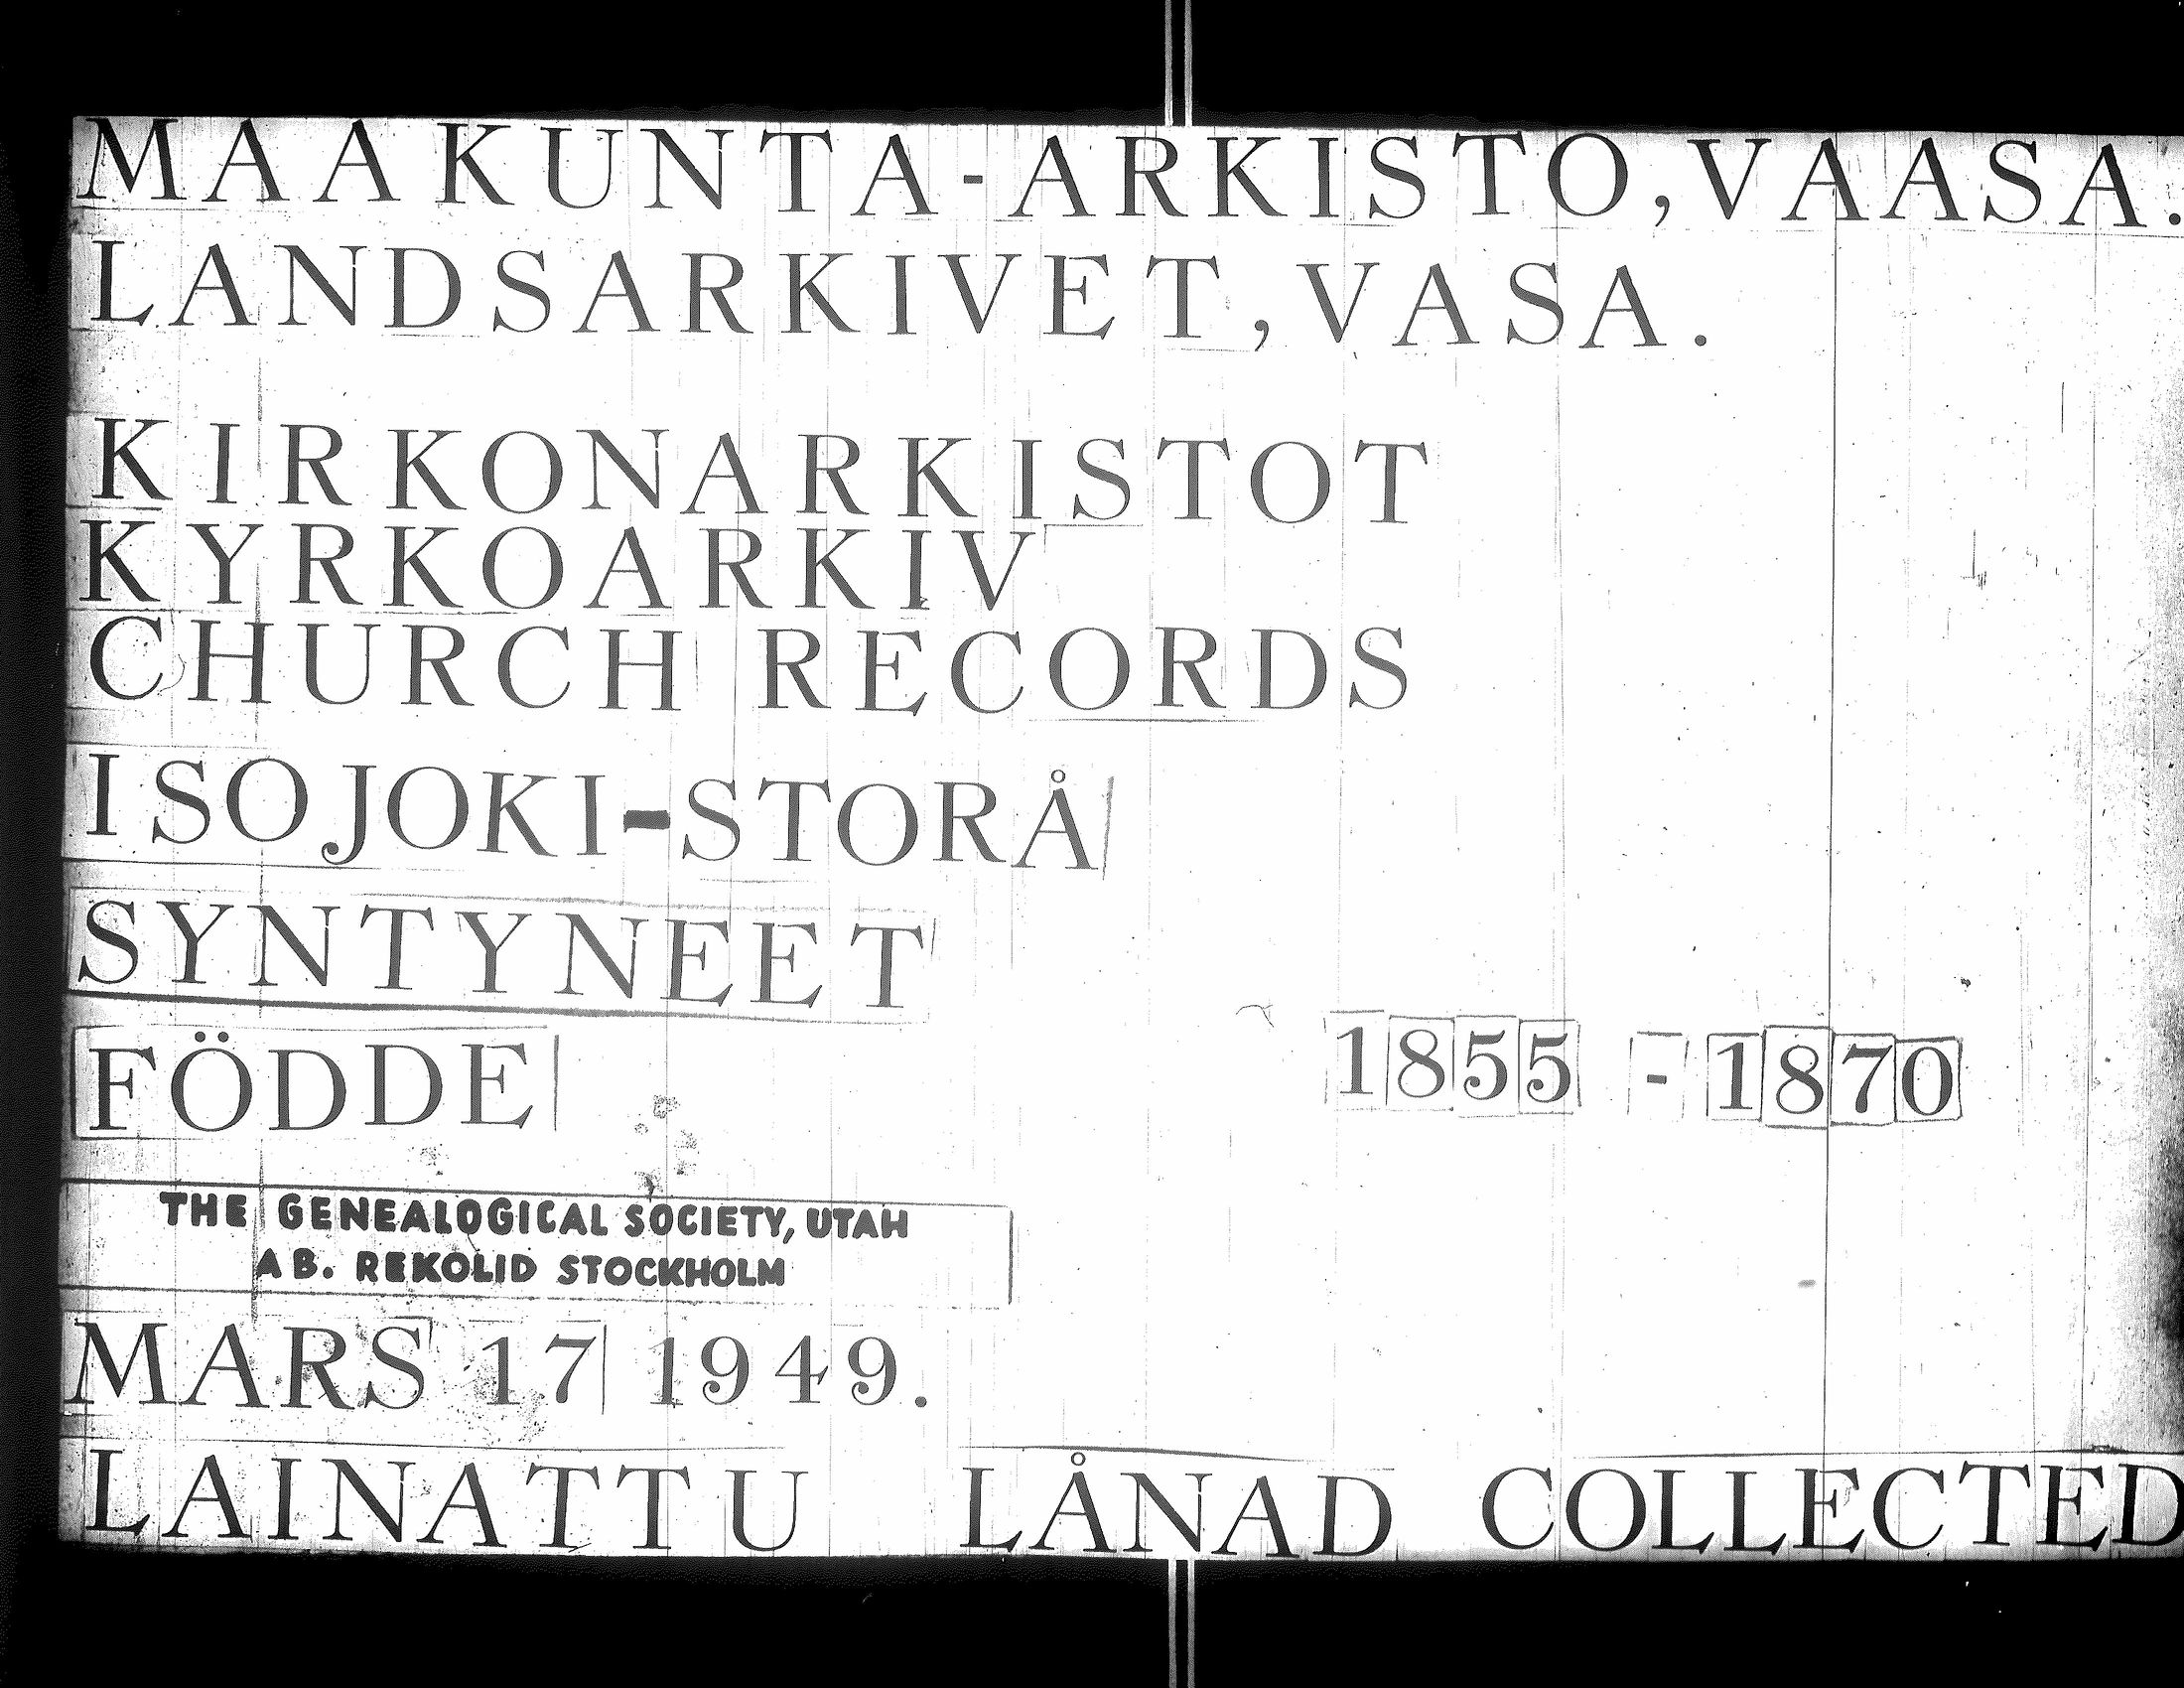 MAAKUNTA-ARKISTO, VAASA.
LANDSARKIVET, VASA.
KIRKONARKISTOT
KYRKOARKIV
CHURCH RECORDS
ISOJOKI-STORÅ
SYNTYNEET
FÖDDE 1855 - 1870
THE GENEALOGICAL SOCIETY, UTAH
AB. REKOLID STOCKHOLM
MARS 17 1949.
LAINATTU LÅNAD COLLECTED